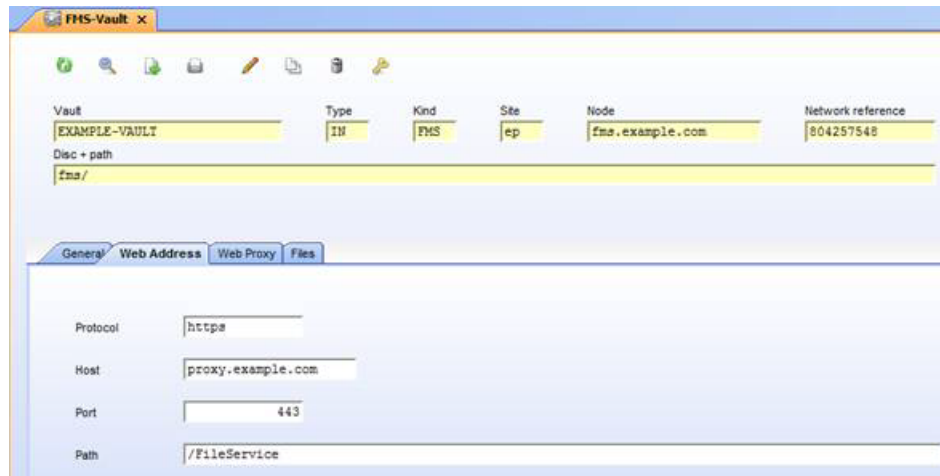 FMS-Vault x
Vault Type Kind Site Node Network reference
EXAMPLE-VAULT IN FMS ep fms.example.com 804257548
Disc + path
fms/
General Web Address Web Proxy Files
Protocol https
Host proxy.example.com
Port 443
Path /FileService